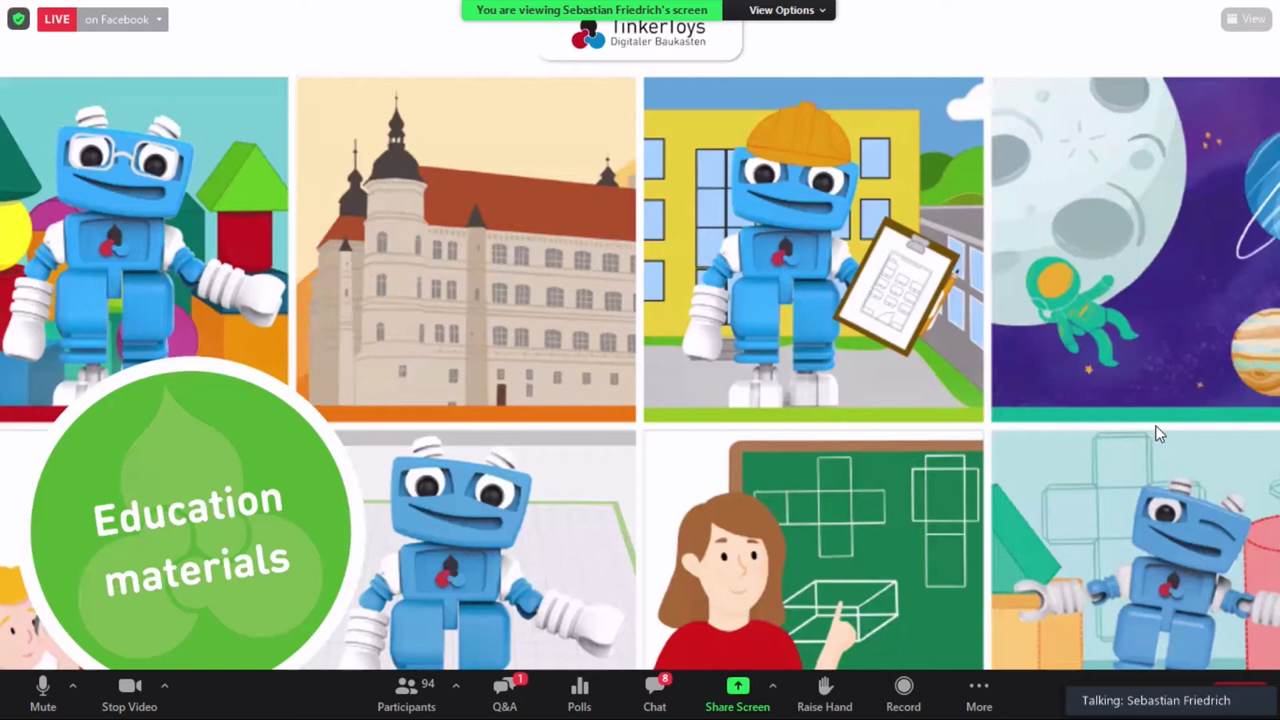 You are viewing Sebastian Friedrich's screen
View Options
LIVE
on Facebook
View
TinkerToys
Digitaler Baukasten
Education
materials
Mute
Stop Video
94
Participants
1
Q&A
Polls
8
Chat
Share Screen
Raise Hand
Record
More
Talking: Sebastian Friedrich